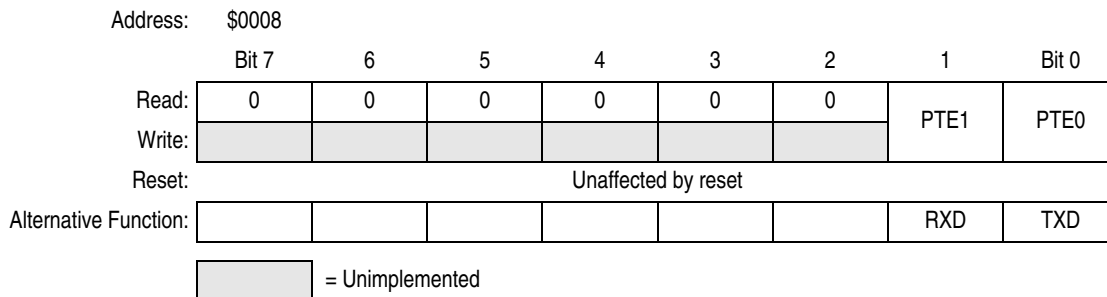 Address: $0008
Bit 7 6 5 4 3 2 1 Bit 0
Read: 0 0 0 0 0 0 PTE1 PTE0
Write:
Reset: Unaffected by reset
Alternative Function: RXD TXD
= Unimplemented